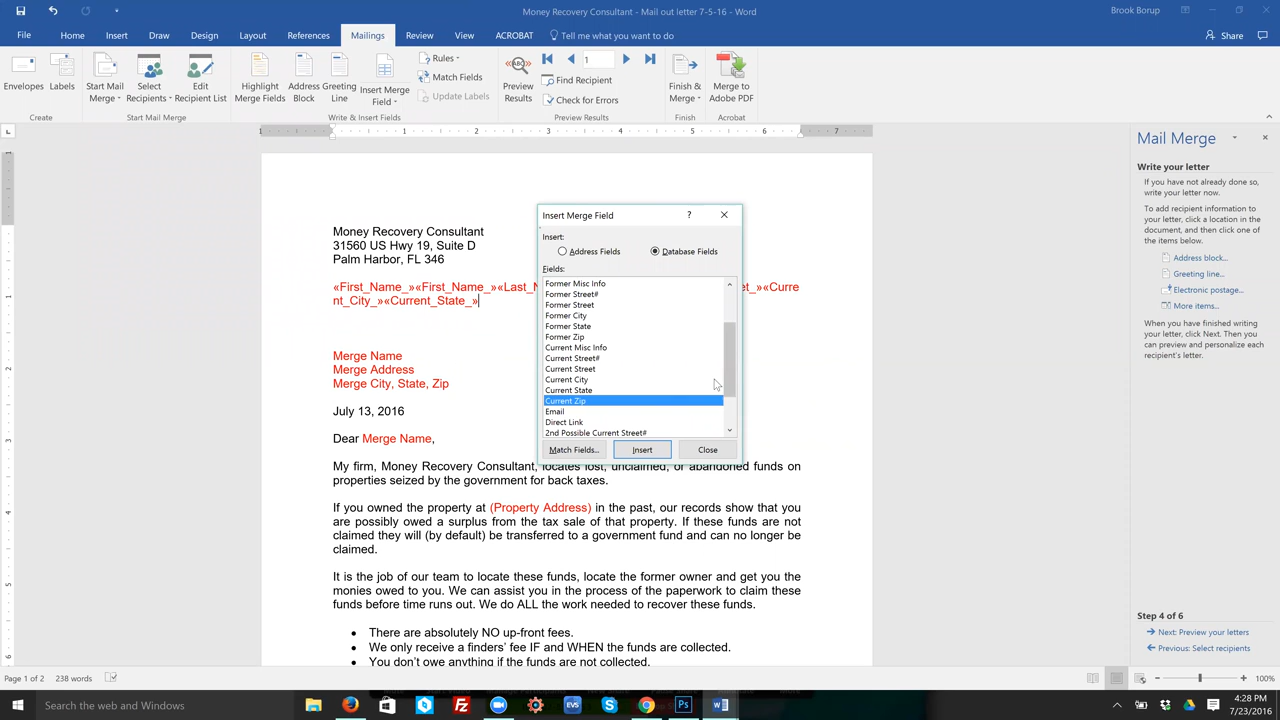 Money Recovery Consultant - Mail out letter 7-5-16 - Word
Brook Borup
File Home Insert Draw Design Layout References Mailings Review View ACROBAT Tell me what you want to do
Share
Envelopes
Labels
Start Mail Merge
Select Recipients
Edit Recipient List
Highlight Merge Fields
Address Block
Greeting Line
Insert Merge Field
Rules
Match Fields
Update Labels
Preview Results
1
Find Recipient
Check for Errors
Finish & Merge
Merge to Adobe PDF
Create
Start Mail Merge
Write & Insert Fields
Preview Results
Finish
Acrobat
1 1 2 3 4 5 6 7
Money Recovery Consultant
31560 US Hwy 19, Suite D
Palm Harbor, FL 346
«First_Name_»«First_Name_»«Last_N
et_»«Curre
nt_City_»«Current_State_»
Merge Name
Merge Address
Merge City, State, Zip
July 13, 2016
Dear Merge Name,
My firm, Money Recovery Consultant, locates lost, unclaimed, or abandoned funds on
properties seized by the government for back taxes.
If you owned the property at (Property Address) in the past, our records show that you
are possibly owed a surplus from the tax sale of that property. If these funds are not
claimed they will (by default) be transferred to a government fund and can no longer be
claimed.
It is the job of our team to locate these funds, locate the former owner and get you the
monies owed to you. We can assist you in the process of the paperwork to claim these
funds before time runs out. We do ALL the work needed to recover these funds.
• There are absolutely NO up-front fees.
• We only receive a finders' fee IF and WHEN the funds are collected.
• You don't owe anything if the funds are not collected.
Insert Merge Field
?
Insert:
Address Fields
Database Fields
Fields:
Former Misc Info
Former Street#
Former Street
Former City
Former State
Former Zip
Current Misc Info
Current Street#
Current Street
Current City
Current State
Current Zip
Email
Direct Link
2nd Possible Current Street#
Match Fields...
Insert
Close
Mail Merge
Write your letter
If you have not already done so,
write your letter now.
To add recipient information to
your letter, click a location in the
document, and then click one of
the items below.
Address block...
Greeting line...
Electronic postage...
More items...
When you have finished writing
your letter, click Next. Then you
can preview and personalize each
recipient's letter.
Step 4 of 6
Next: Preview your letters
Previous: Select recipients
Page 1 of 2
238 words
100%
Search the web and Windows
EVS
4:28 PM
7/23/2016